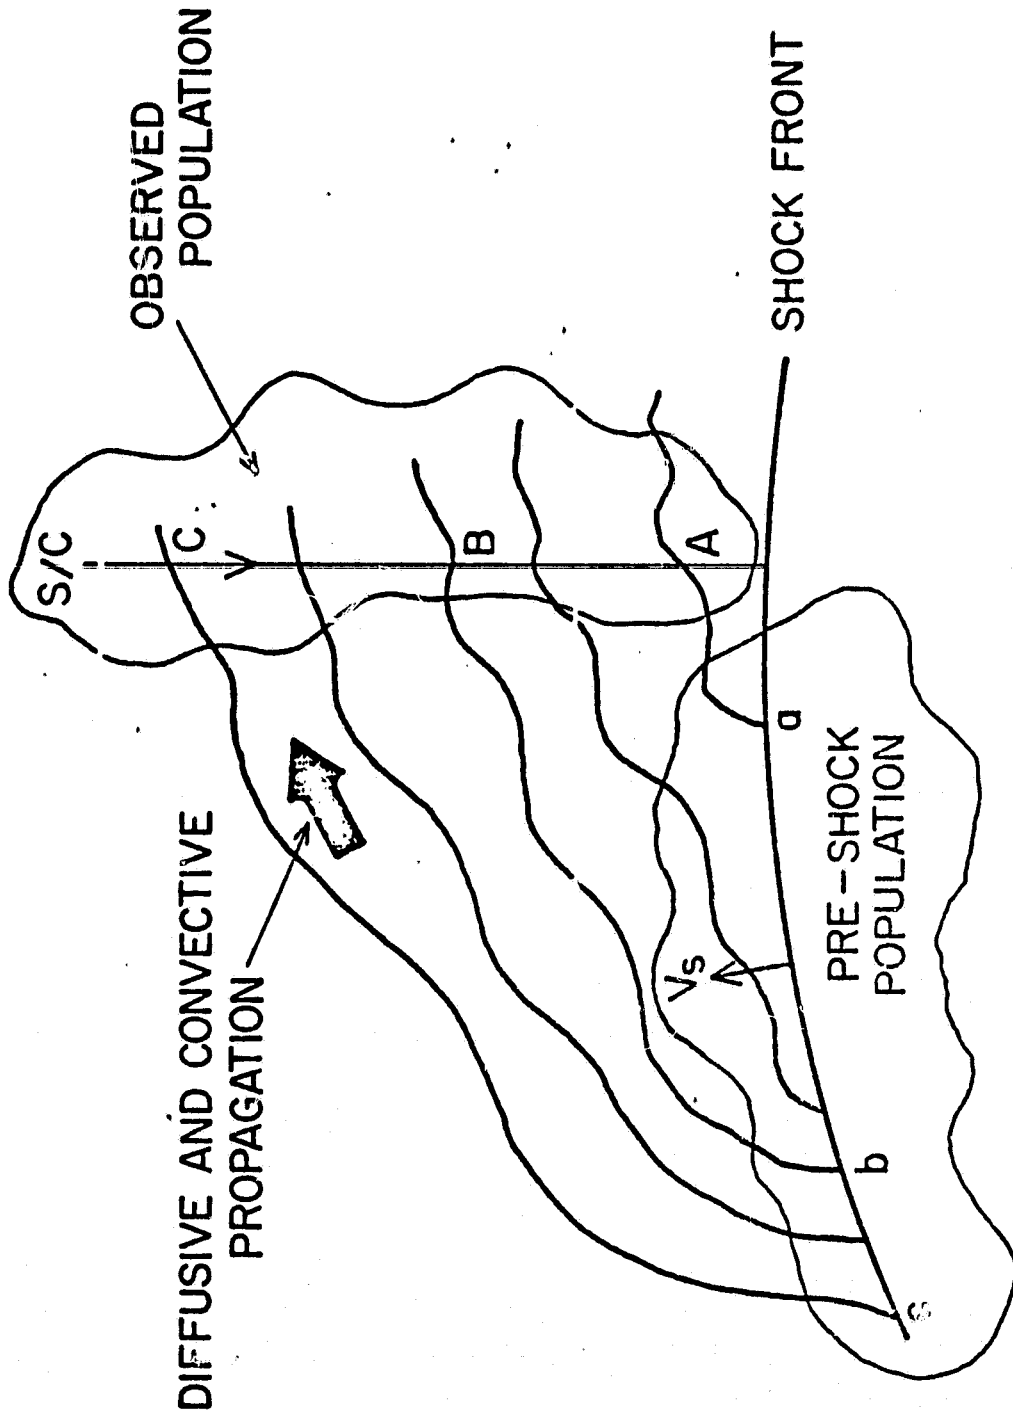 DIFFUSIVE AND CONVECTIVE
PROPAGATION
OBSERVED
POPULATION
S/C
C
V
B
A
SHOCK FRONT
Vs
a
b
c
PRE-SHOCK
POPULATION